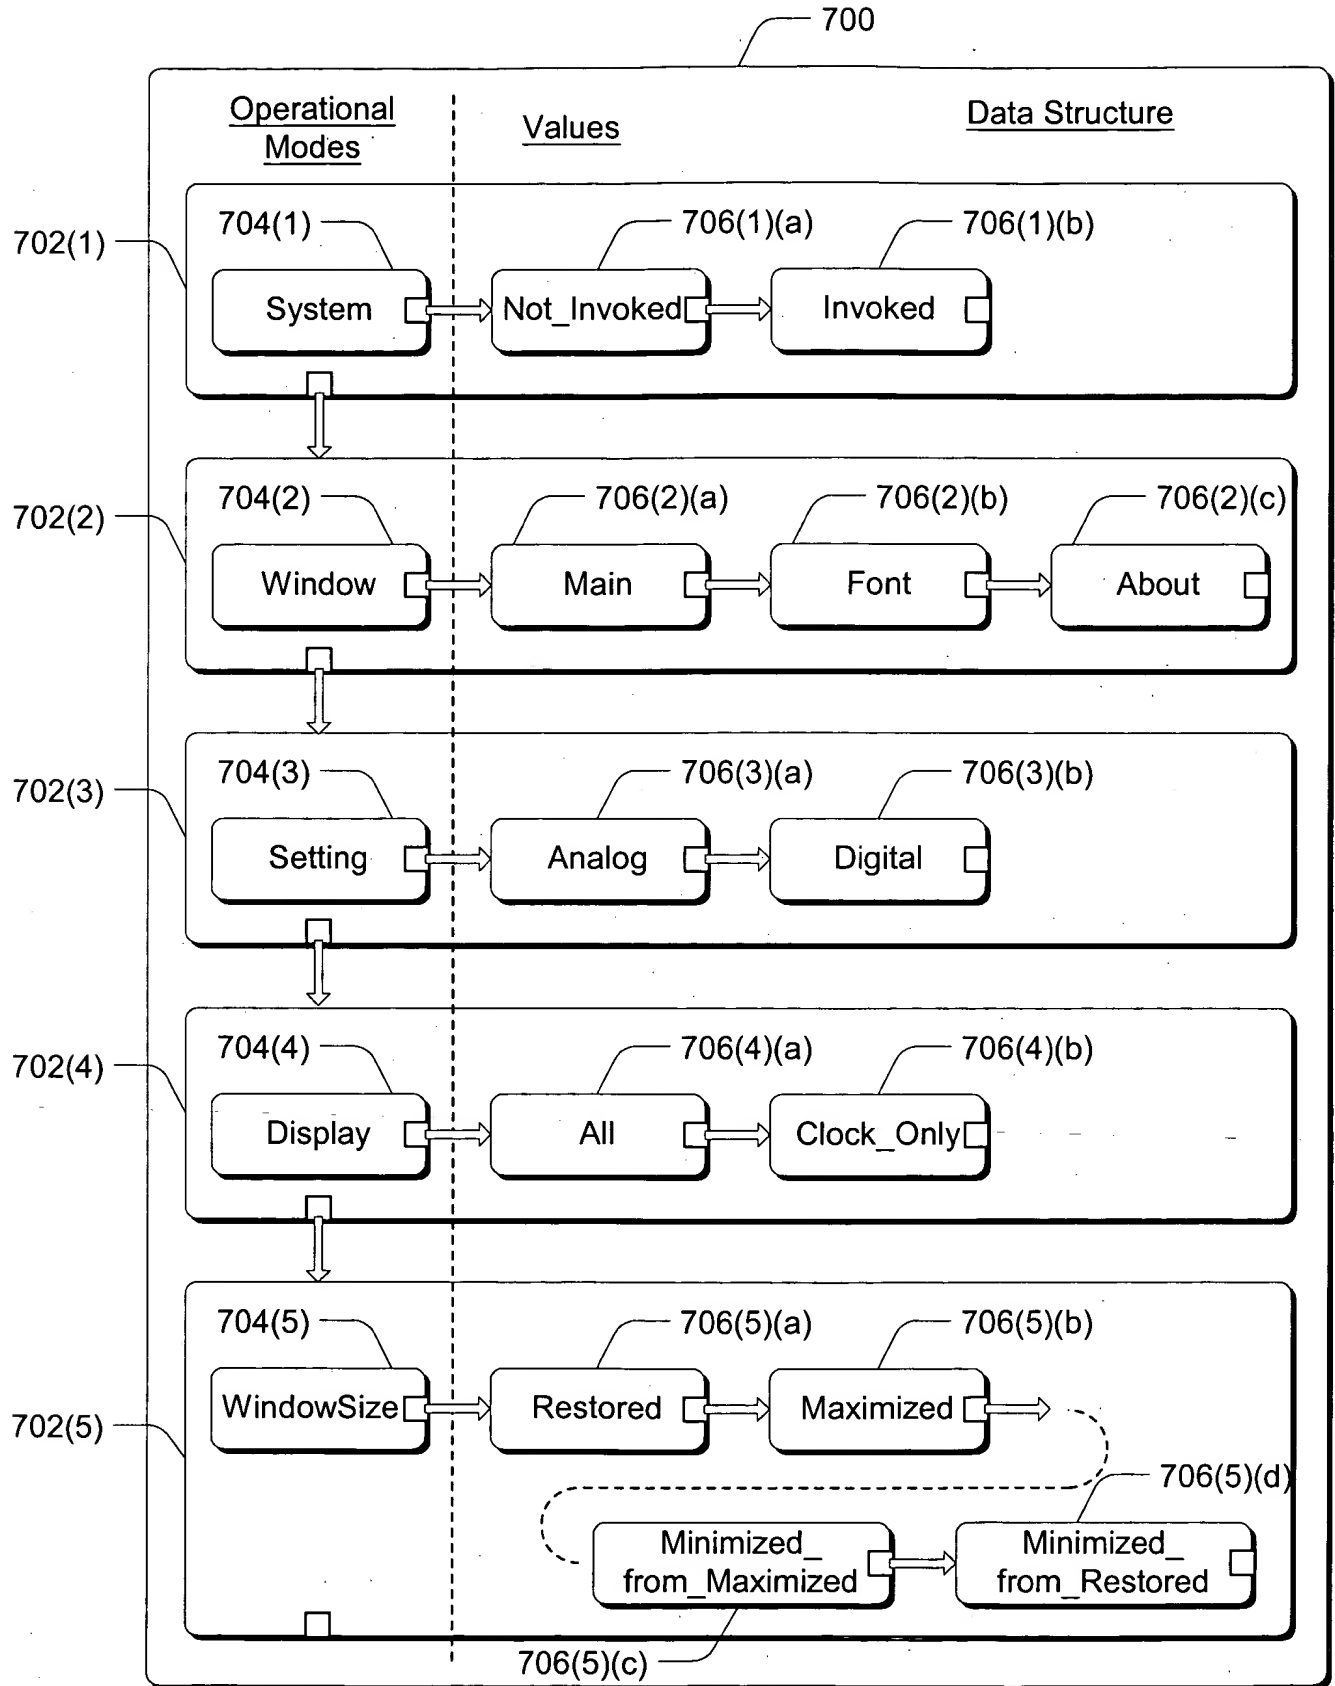 700
Operational
Modes
Values
Data Structure
702(1)
704(1)
706(1)(a)
706(1)(b)
System
Not_Invoked
Invoked
702(2)
704(2)
706(2)(a)
706(2)(b)
706(2)(c)
Window
Main
Font
About
702(3)
704(3)
706(3)(a)
706(3)(b)
Setting
Analog
Digital
702(4)
704(4)
706(4)(a)
706(4)(b)
Display
All
Clock_Only
702(5)
704(5)
706(5)(a)
706(5)(b)
WindowSize
Restored
Maximized
706(5)(d)
Minimized_
from_Maximized
Minimized_
from_Restored
706(5)(c)